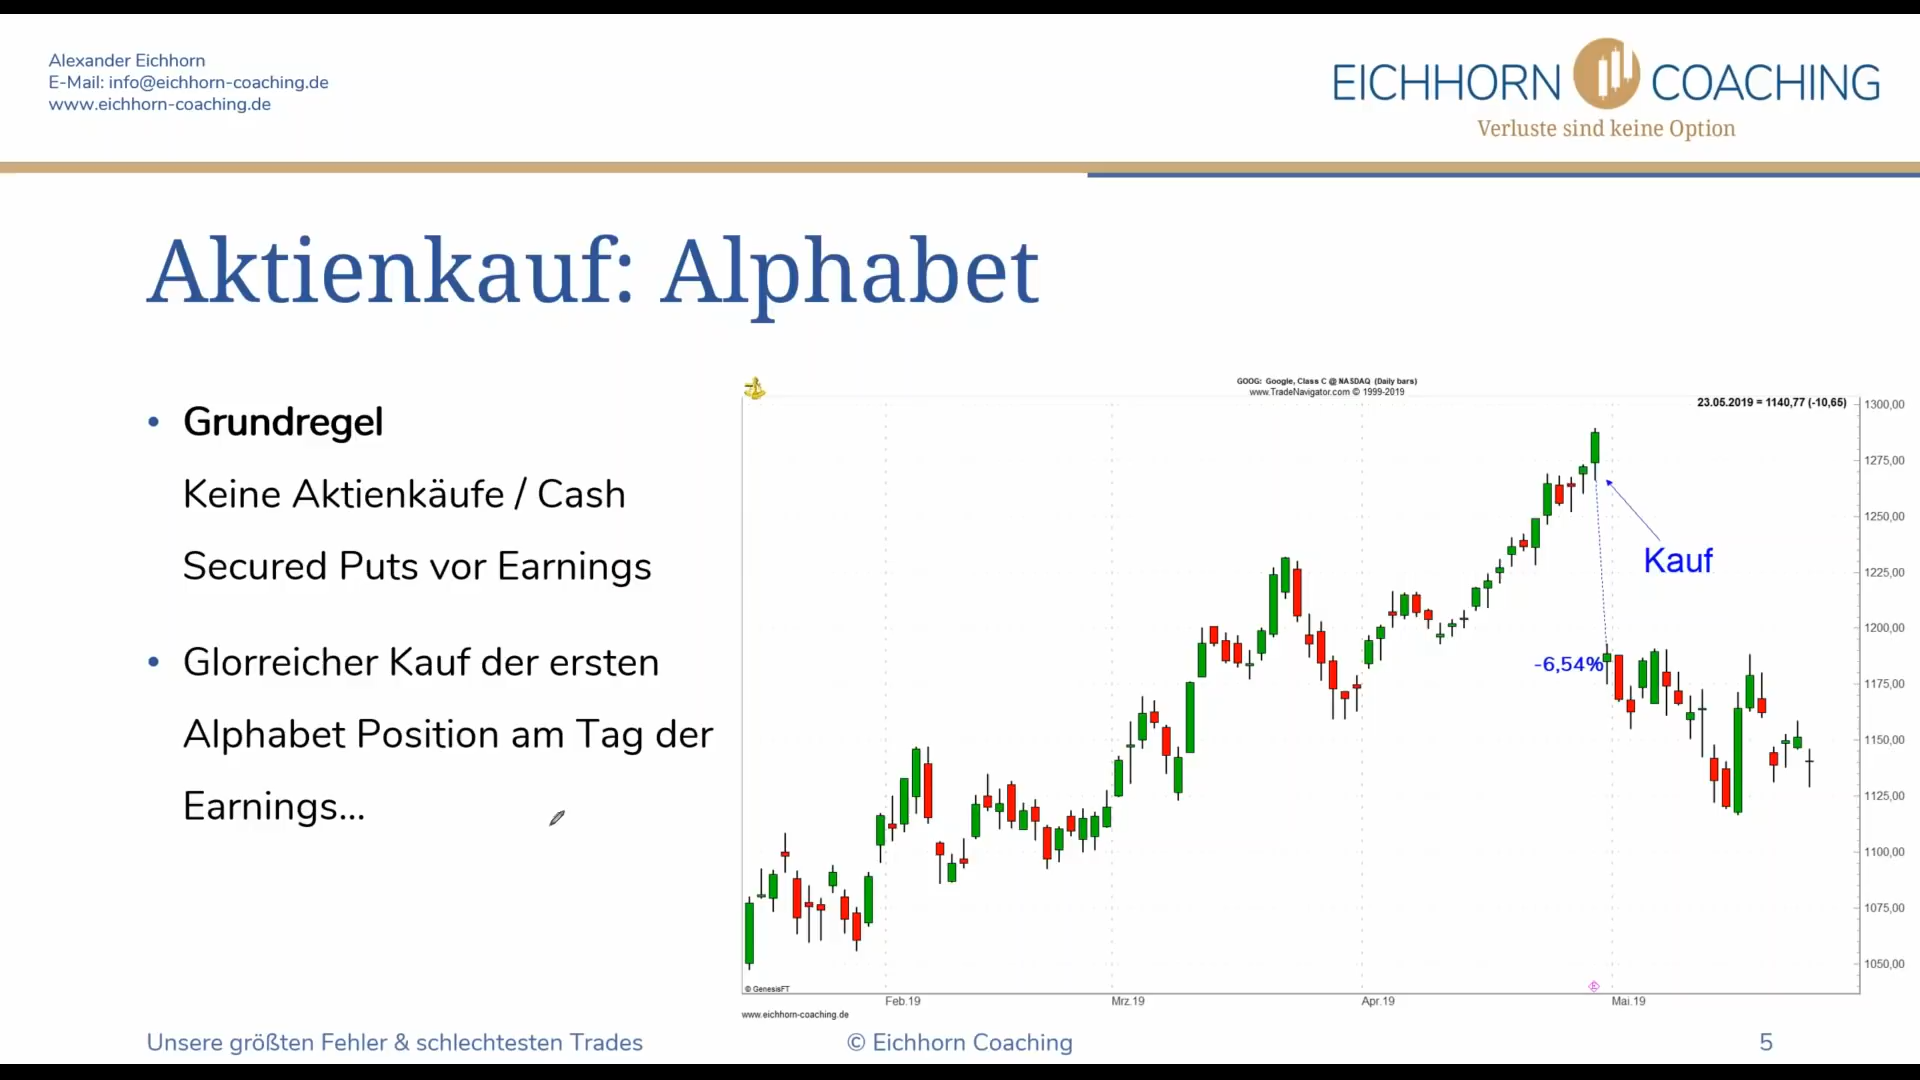 Alexander Eichhorn
E-Mail: info@eichhorn-coaching.de
www.eichhorn-coaching.de
EICHHORN COACHING
Verluste sind keine Option
Aktienkauf: Alphabet
• Grundregel
Keine Aktienkäufe / Cash
Secured Puts vor Earnings
• Glorreicher Kauf der ersten
Alphabet Position am Tag der
Earnings...
GOOG: Google, Class C @ NASDAQ (Daily bars)
www.TradeNavigator.com © 1999-2019
23.05.2019 = 1140,77 (-10,65)
1300,00
1275,00
1250,00
1225,00
1200,00
1175,00
1150,00
1125,00
1100,00
1075,00
1050,00
Kauf
-6,54%
© GenesisFT
E
Feb.19 Mrz.19 Apr.19 Mai.19
www.eichhorn-coaching.de
Unsere größten Fehler & schlechtesten Trades © Eichhorn Coaching 5